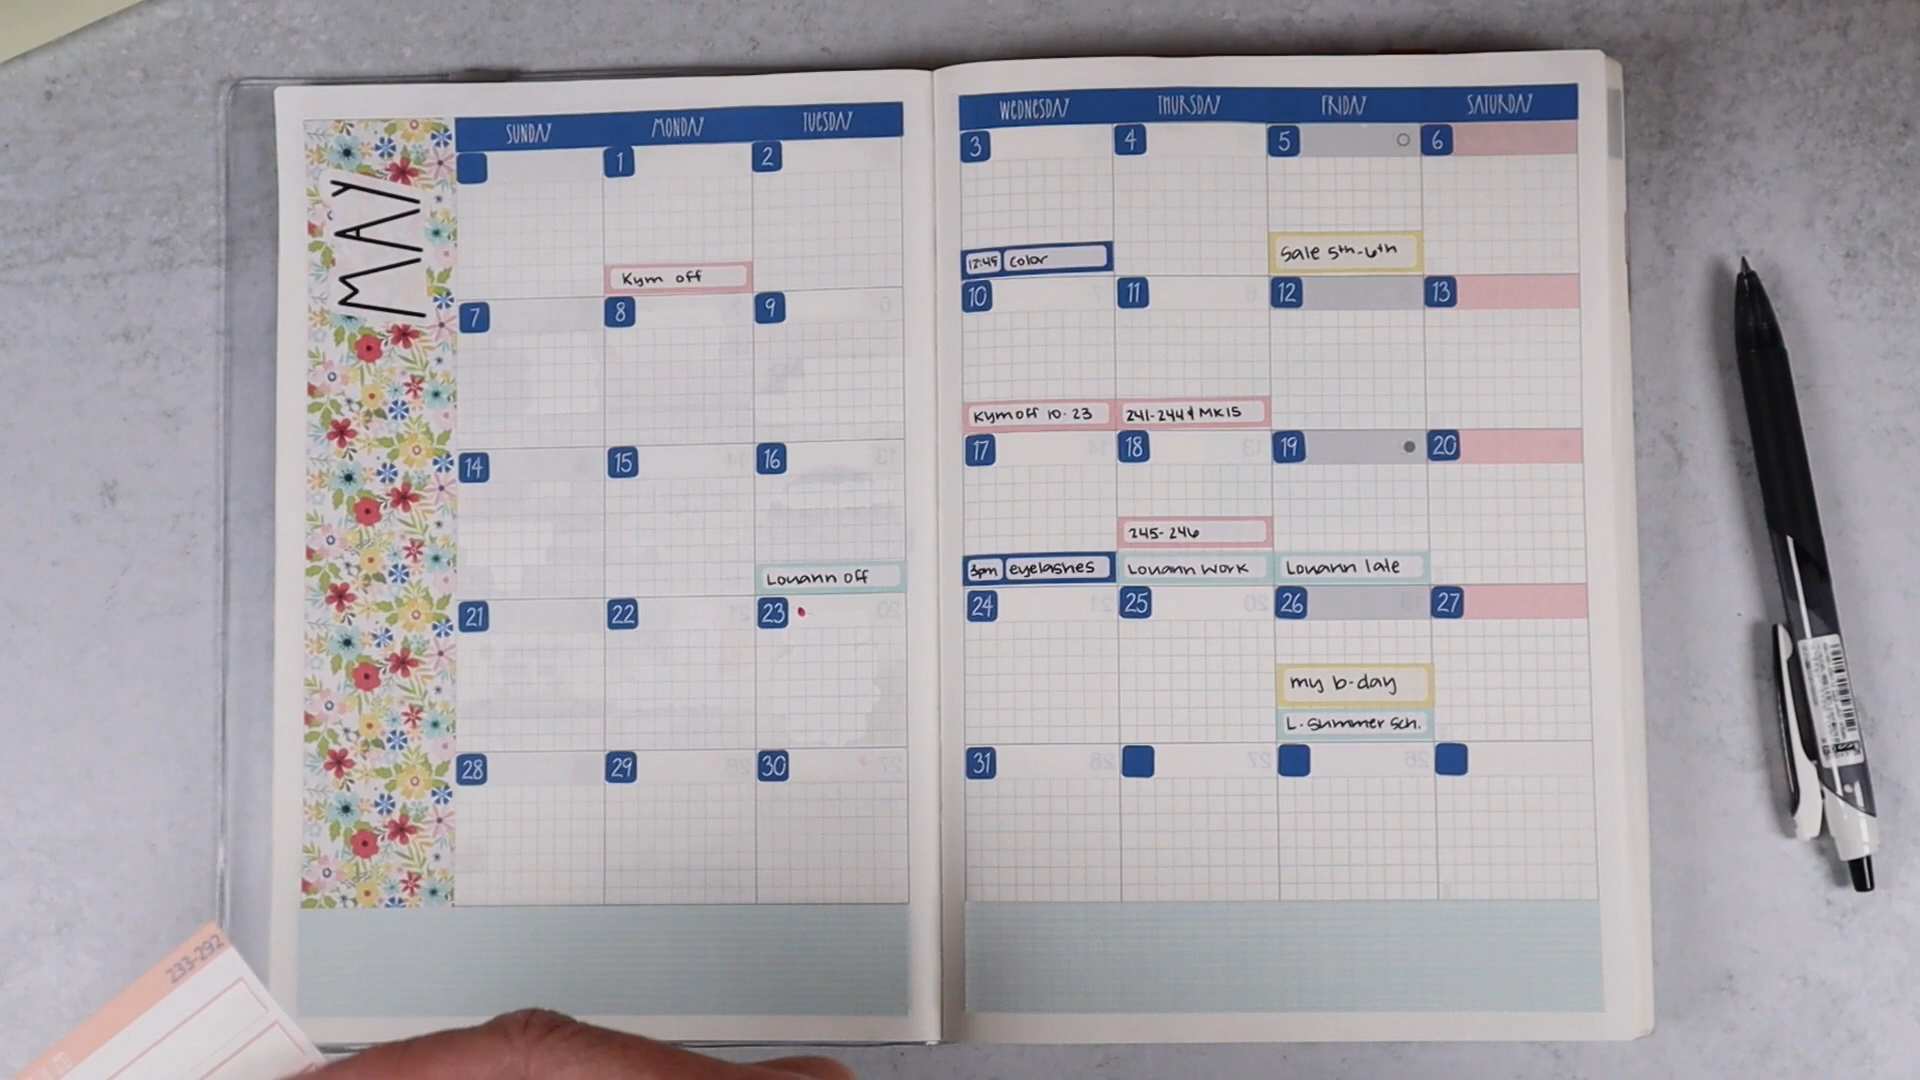 MAY
SUNDAY MONDAY TUESDAY WEDNESDAY THURSDAY FRIDAY SATURDAY
1 2 3 4 5 6
Kym off
12:45 color
Sale 5th-6th
7 8 9 10 11 12 13
Kym off 10-23
241-244 & MK15
14 15 16 17 18 19 20
245-246
Louann off
3pm eyelashes
Louann work
Louann late
21 22 23 24 25 26 27
my b-day
L. Summer Sch.
28 29 30 31
233-292